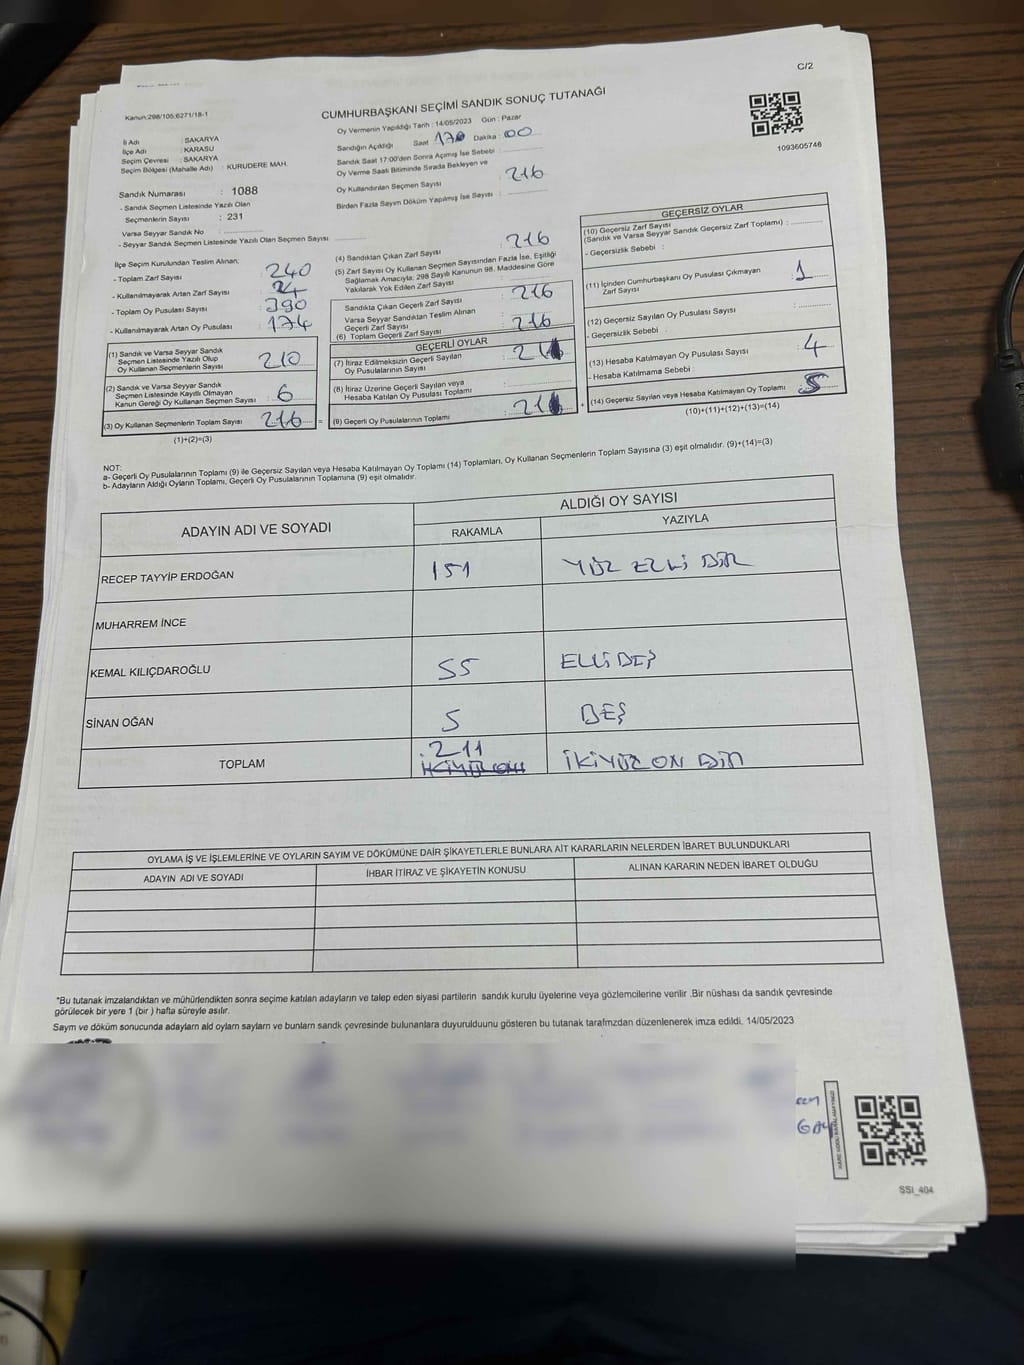 C/2
Kanun:298/105;6271/18-1
CUMHURBAŞKANI SEÇİMİ SANDIK SONUÇ TUTANAĞI
1093605746
İl Adı : SAKARYA
İlçe Adı : KARASU
Seçim Çevresi : SAKARYA
Seçim Bölgesi (Mahalle Adı) : KURUDERE MAH.
Sandık Numarası : 1088
- Sandık Seçmen Listesinde Yazılı Olan
Seçmenlerin Sayısı : 231
Varsa Seyyar Sandık No :
- Seyyar Sandık Seçmen Listesinde Yazılı Olan Seçmen Sayısı
Oy Vermenin Yapıldığı Tarih : 14/05/2023 Gün : Pazar
Sandığın Açıldığı Saat Dakika : 00
Sandık Saat 17:00'den Sonra Açımış İse Sebebi :
Oy Verme Saati Bitiminde Sırada Bekleyen ve
Oy Kullandırılan Seçmen Sayısı : 216
Birden Fazla Sayım Döküm Yapılmış İse Sayısı :
İlçe Seçim Kurulundan Teslim Alınan;
- Toplam Zarf Sayısı : 240
- Kullanılmayarak Artan Zarf Sayısı : 24
- Toplam Oy Pusulası Sayısı : 390
- Kullanılmayarak Artan Oy Pusulası : 174
(1) Sandık ve Varsa Seyyar Sandık
Seçmen Listesinde Yazılı Olup
Oy Kullanan Seçmenlerin Sayısı : 210
(2) Sandık ve Varsa Seyyar Sandık
Seçmen Listesinde Kayıtlı Olmayan
Kanun Gereği Oy Kullanan Seçmen Sayısı : 6
(3) Oy Kullanan Seçmenlerin Toplam Sayısı : 216 =
(1)+(2)=(3)
(4) Sandıktan Çıkan Zarf Sayısı : 216
(5) Zarf Sayısı Oy Kullanan Seçmen Sayısından Fazla İse, Eşitliği
Sağlamak Amacıyla; 298 Sayılı Kanunun 98. Maddesine Göre
Yakılarak Yok Edilen Zarf Sayısı :
Sandıkta Çıkan Geçerli Zarf Sayısı : 216
Varsa Seyyar Sandıktan Teslim Alınan
Geçerli Zarf Sayısı :
(6) Toplam Geçerli Zarf Sayısı : 216
GEÇERLİ OYLAR
(7) İtiraz Edilmeksizin Geçerli Sayılan
Oy Pusulalarının Sayısı :
(8) İtiraz Üzerine Geçerli Sayılan veya
Hesaba Katılan Oy Pusulası Toplamı :
(9) Geçerli Oy Pusulalarının Toplamı : +
GEÇERSİZ OYLAR
(10) Geçersiz Zarf Sayısı
(Sandık ve Varsa Seyyar Sandık Geçersiz Zarf Toplamı) :
- Geçersizlik Sebebi :
(11) İçinden Cumhurbaşkanı Oy Pusulası Çıkmayan
Zarf Sayısı : 1
(12) Geçersiz Sayılan Oy Pusulası Sayısı :
- Geçersizlik Sebebi :
(13) Hesaba Katılmayan Oy Pusulası Sayısı : 4
- Hesaba Katılmama Sebebi :
(14) Geçersiz Sayılan veya Hesaba Katılmayan Oy Toplamı : 5
(10)+(11)+(12)+(13)=(14)
NOT:
a- Geçerli Oy Pusulalarının Toplamı (9) ile Geçersiz Sayılan veya Hesaba Katılmayan Oy Toplamı (14) Toplamları, Oy Kullanan Seçmenlerin Toplam Sayısına (3) eşit olmalıdır. (9)+(14)=(3)
b- Adayların Aldığı Oyların Toplamı, Geçerli Oy Pusulalarının Toplamına (9) eşit olmalıdır.
ADAYIN ADI VE SOYADI ALDIĞI OY SAYISI
RAKAMLA YAZIYLA
RECEP TAYYİP ERDOĞAN 151 YÜZ ELLİ BİR
MUHARREM İNCE
KEMAL KILIÇDAROĞLU 55 ELLİ BEŞ
SİNAN OĞAN 5 BEŞ
TOPLAM 211 İKİYÜZ ON BİR
OYLAMA İŞ VE İŞLEMLERİNE VE OYLARIN SAYIM VE DÖKÜMÜNE DAİR ŞİKAYETLERLE BUNLARA AİT KARARLARIN NELERDEN İBARET BULUNDUKLARI
ADAYIN ADI VE SOYADI İHBAR İTİRAZ VE ŞİKAYETİN KONUSU ALINAN KARARIN NEDEN İBARET OLDUĞU
*Bu tutanak imzalandıktan ve mühürlendikten sonra seçime katılan adayların ve talep eden siyasi partilerin sandık kurulu üyelerine veya gözlemcilerine verilir .Bir nüshası da sandık çevresinde
görülecek bir yere 1 (bir ) hafta süreyle asılır.
Saym ve döküm sonucunda adaylarn ald oylarn saylarn ve bunlarn sandk çevresinde bulunanlara duyurulduunu gösteren bu tutanak tarafmzdan düzenlenerek imza edildi. 14/05/2023
SSI_404